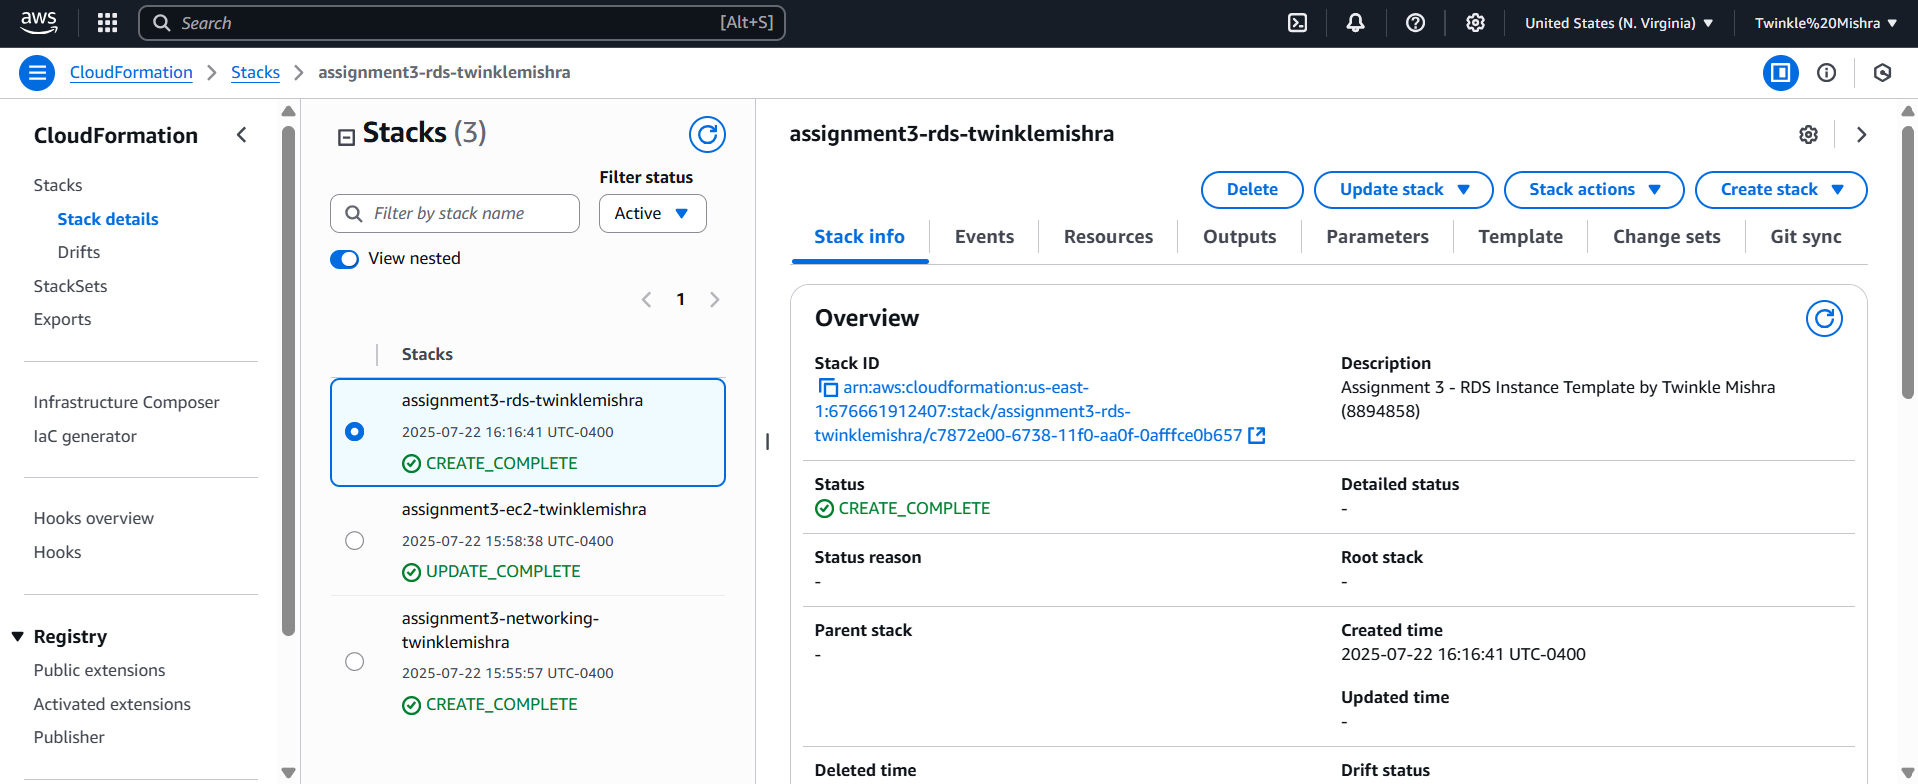 aws
Search [Alt+S]
United States (N. Virginia)
Twinkle%20Mishra
CloudFormation
Stacks
assignment3-rds-twinklemishra
CloudFormation
Stacks
Stack details
Drifts
StackSets
Exports
Infrastructure Composer
IaC generator
Hooks overview
Hooks
Registry
Public extensions
Activated extensions
Publisher
Stacks (3)
Filter status
Filter by stack name
Active
View nested
1
Stacks
assignment3-rds-twinklemishra
2025-07-22 16:16:41 UTC-0400
CREATE_COMPLETE
assignment3-ec2-twinklemishra
2025-07-22 15:58:38 UTC-0400
UPDATE_COMPLETE
assignment3-networking-
twinklemishra
2025-07-22 15:55:57 UTC-0400
CREATE_COMPLETE
assignment3-rds-twinklemishra
Delete
Update stack
Stack actions
Create stack
Stack info
Events
Resources
Outputs
Parameters
Template
Change sets
Git sync
Overview
Stack ID
arn:aws:cloudformation:us-east-
1:676661912407:stack/assignment3-rds-
twinklemishra/c7872e00-6738-11f0-aa0f-0afffce0b657
Description
Assignment 3 - RDS Instance Template by Twinkle Mishra
(8894858)
Status
CREATE_COMPLETE
Detailed status
-
Status reason
-
Root stack
-
Parent stack
-
Created time
2025-07-22 16:16:41 UTC-0400
Updated time
-
Deleted time
Drift status